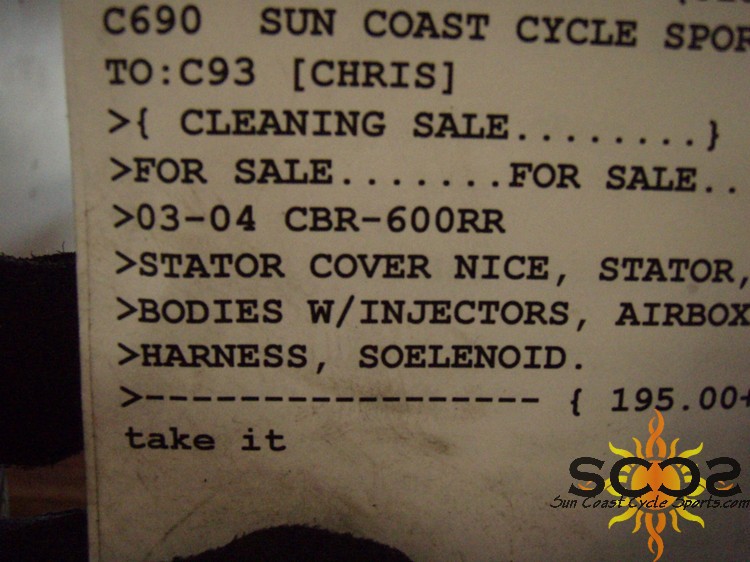 C690 SUN COAST CYCLE SPOR
TO:C93 [CHRIS]
>{ CLEANING SALE........}
>FOR SALE.......FOR SALE..
>03-04 CBR-600RR
>STATOR COVER NICE, STATOR,
>BODIES W/INJECTORS, AIRBOX
>HARNESS, SOELENOID.
>----------------- { 195.00+
take it
SCCS
Sun Coast Cycle Sports.com